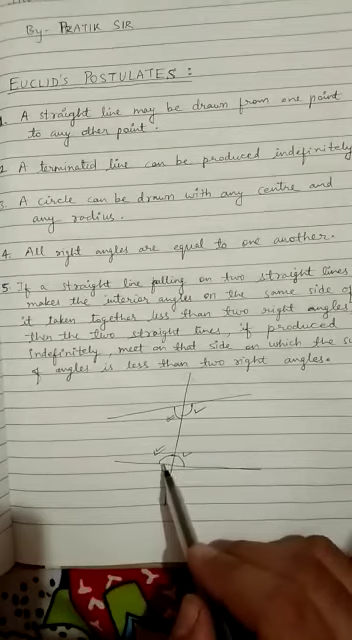 By- PRATIK SIR
EUCLID'S POSTULATES :
1. A straight line may be drawn from one point
to any other point.
2 A terminated line can be produced indefinitely
3. A circle can be drawn with any centre and
any radius.
4. All right angles are equal to one another.
5 If a straight line falling on two straight lines
makes the interior angles on the same side of
it taken together less than two right angles
then the two straight lines, if produced
indefinitely, meet on that side on which the
of angles is less than two right angles.